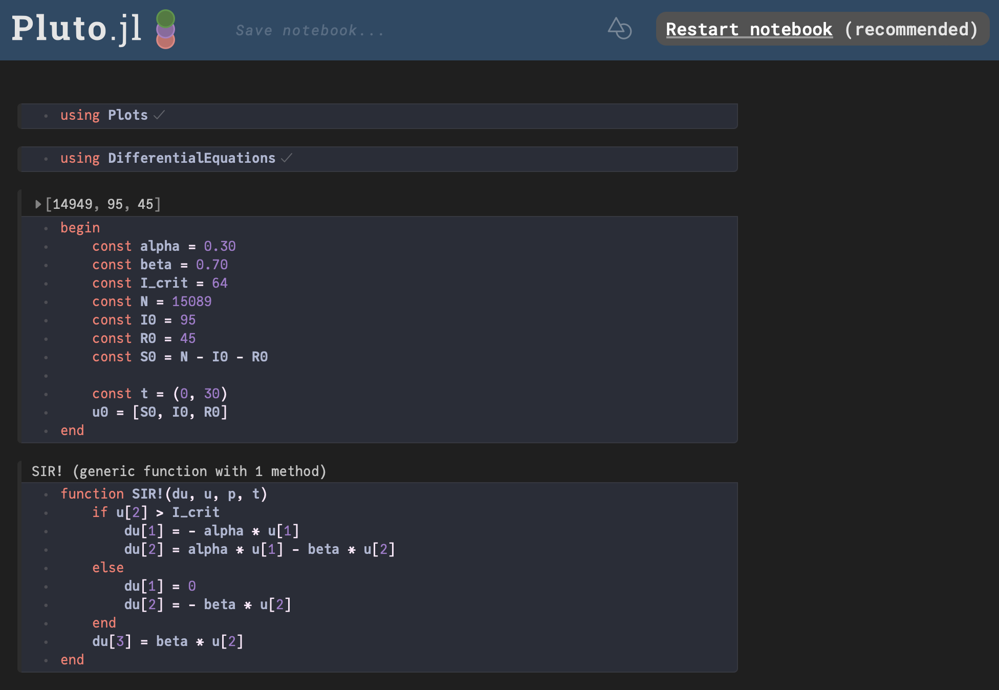 Pluto.jl
Save notebook...
Restart notebook (recommended)
using Plots
using DifferentialEquations
[14949, 95, 45]
begin
    const alpha = 0.30
    const beta = 0.70
    const I_crit = 64
    const N = 15089
    const I0 = 95
    const R0 = 45
    const S0 = N - I0 - R0
    const t = (0, 30)
    u0 = [S0, I0, R0]
end
SIR! (generic function with 1 method)
function SIR!(du, u, p, t)
    if u[2] > I_crit
        du[1] = - alpha * u[1]
        du[2] = alpha * u[1] - beta * u[2]
    else
        du[1] = 0
        du[2] = - beta * u[2]
    end
    du[3] = beta * u[2]
end